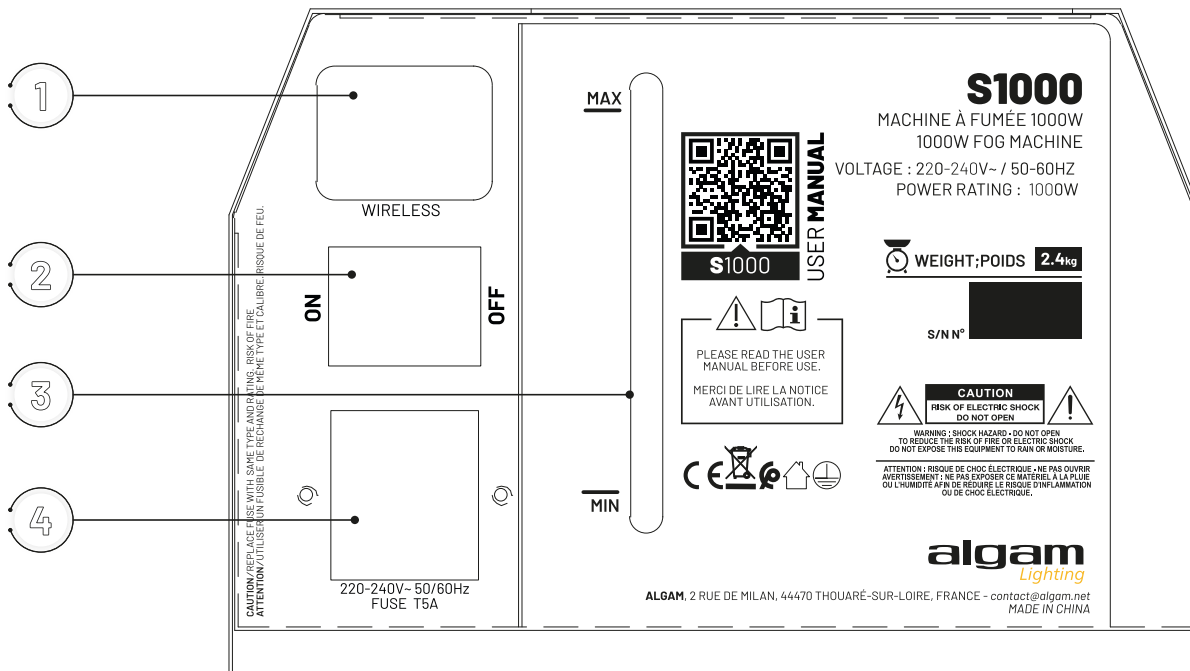 1
WIRELESS
2
ON
OFF
3
4
220-240V~ 50/60Hz
FUSE T5A
CAUTION/REPLACE FUSE WITH SAME TYPE AND RATING. RISK OF FIRE
ATTENTION/UTILISER UN FUSIBLE DE RECHANGE DE MÊME TYPE ET CALIBRE. RISQUE DE FEU.
MAX
MIN
S1000
USER MANUAL
PLEASE READ THE USER
MANUAL BEFORE USE.
MERCI DE LIRE LA NOTICE
AVANT UTILISATION.
S1000
MACHINE À FUMÉE 1000W
1000W FOG MACHINE
VOLTAGE : 220-240V~ / 50-60HZ
POWER RATING : 1000W
WEIGHT;POIDS 2.4kg
S/N N°
CAUTION
RISK OF ELECTRIC SHOCK
DO NOT OPEN
WARNING ; SHOCK HAZARD - DO NOT OPEN
TO REDUCE THE RISK OF FIRE OR ELECTRIC SHOCK
DO NOT EXPOSE THIS EQUIPMENT TO RAIN OR MOISTURE.
ATTENTION : RISQUE DE CHOC ÉLECTRIQUE - NE PAS OUVRIR
AVERTISSEMENT : NE PAS EXPOSER CE MATÉRIEL À LA PLUIE
OU L'HUMIDITÉ AFIN DE RÉDUIRE LE RISQUE D'INFLAMMATION
OU DE CHOC ÉLECTRIQUE.
CE
algam
Lighting
ALGAM, 2 RUE DE MILAN, 44470 THOUARÉ-SUR-LOIRE, FRANCE - contact@algam.net
MADE IN CHINA